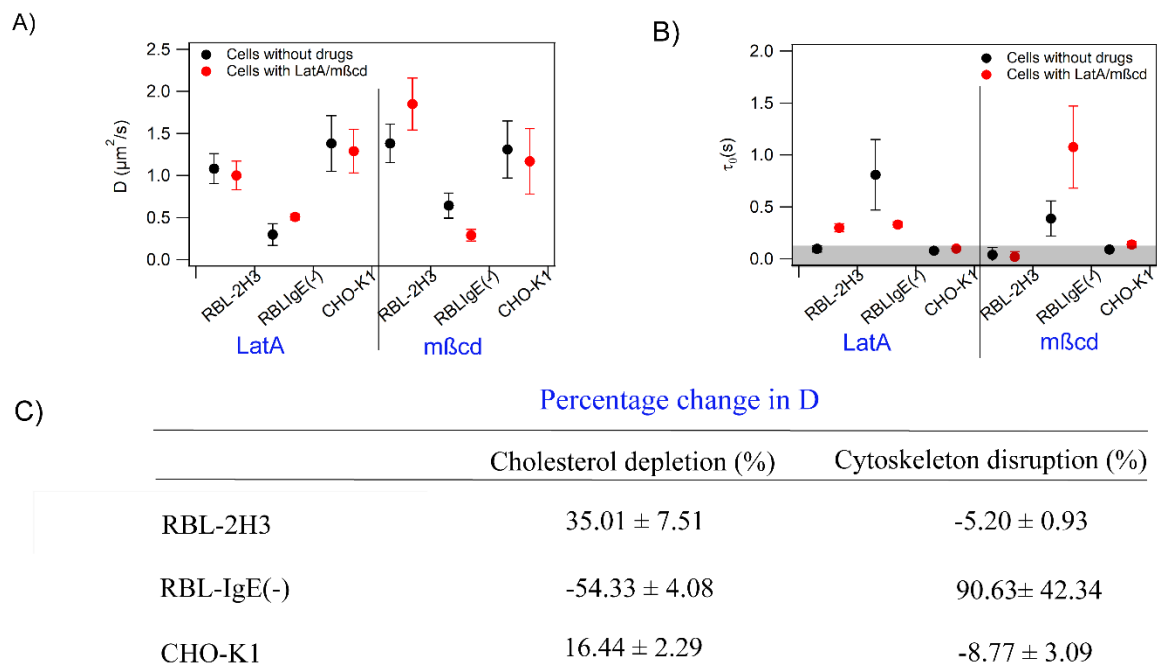 A)
2.5
2.0
1.5
1.0
0.5
0.0
D (μm²/s)
Cells without drugs
Cells with LatA/mßcd
RBL-2H3
RBLIgE(-)
CHO-K1
RBL-2H3
RBLIgE(-)
CHO-K1
LatA
mßcd
B)
2.0
1.5
1.0
0.5
0.0
τ₀(s)
Cells without drugs
Cells with LatA/mßcd
RBL-2H3
RBLIgE(-)
CHO-K1
RBL-2H3
RBLIgE(-)
CHO-K1
LatA
mßcd
C)
Percentage change in D
Cholesterol depletion (%) Cytoskeleton disruption (%)
RBL-2H3 35.01 ± 7.51 -5.20 ± 0.93
RBL-IgE(-) -54.33 ± 4.08 90.63± 42.34
CHO-K1 16.44 ± 2.29 -8.77 ± 3.09